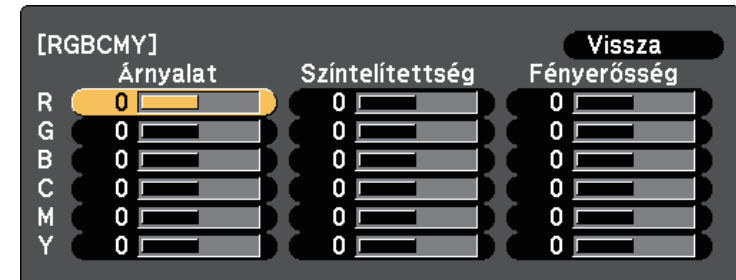 [RGBCMY] Vissza
Árnyalat Színtelítettség Fényerősség
R 0 0 0
G 0 0 0
B 0 0 0
C 0 0 0
M 0 0 0
Y 0 0 0